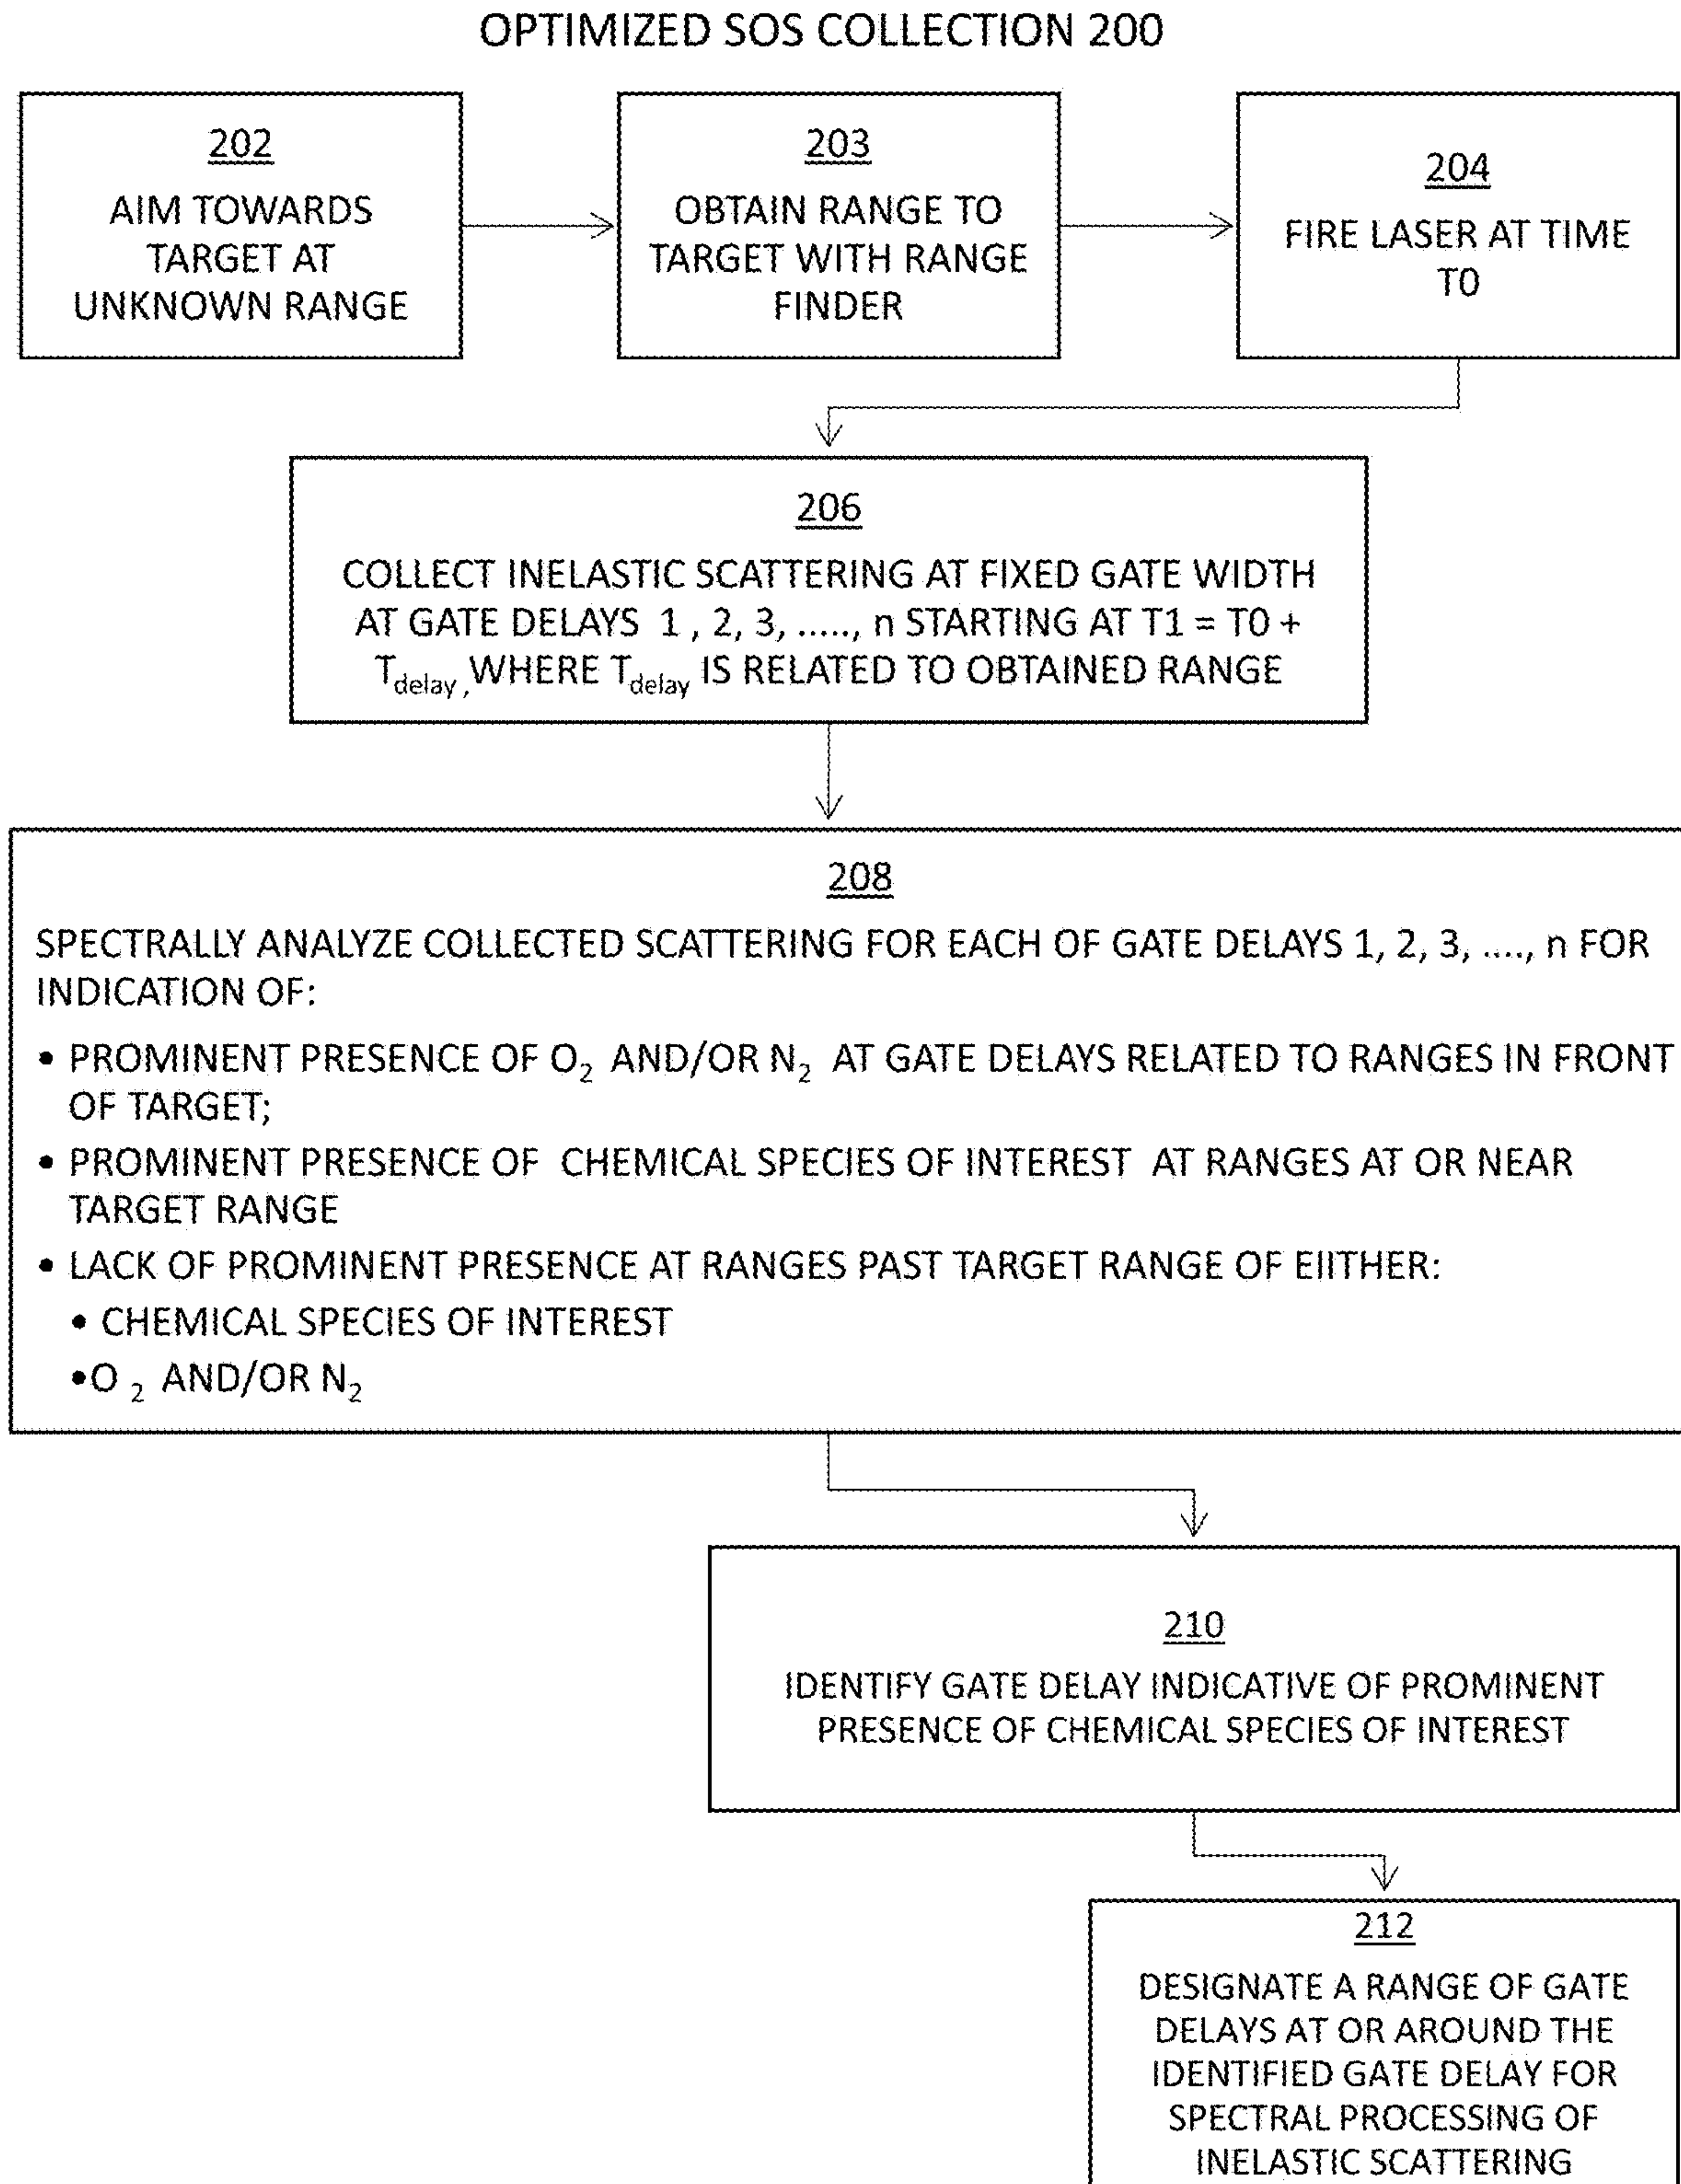 OPTIMIZED SOS COLLECTION 200
202
AIM TOWARDS
TARGET AT
UNKNOWN RANGE
203
OBTAIN RANGE TO
TARGET WITH RANGE
FINDER
204
FIRE LASER AT TIME
T0
206
COLLECT INELASTIC SCATTERING AT FIXED GATE WIDTH
AT GATE DELAYS 1 , 2, 3, ....., n STARTING AT T1 = T0 +
Tdelay, WHERE Tdelay IS RELATED TO OBTAINED RANGE
208
SPECTRALLY ANALYZE COLLECTED SCATTERING FOR EACH OF GATE DELAYS 1, 2, 3, ...., n FOR
INDICATION OF:
• PROMINENT PRESENCE OF O2 AND/OR N2 AT GATE DELAYS RELATED TO RANGES IN FRONT
OF TARGET;
• PROMINENT PRESENCE OF CHEMICAL SPECIES OF INTEREST AT RANGES AT OR NEAR
TARGET RANGE
• LACK OF PROMINENT PRESENCE AT RANGES PAST TARGET RANGE OF EIITHER:
• CHEMICAL SPECIES OF INTEREST
•O 2 AND/OR N2
210
IDENTIFY GATE DELAY INDICATIVE OF PROMINENT
PRESENCE OF CHEMICAL SPECIES OF INTEREST
212
DESIGNATE A RANGE OF GATE
DELAYS AT OR AROUND THE
IDENTIFIED GATE DELAY FOR
SPECTRAL PROCESSING OF
INELASTIC SCATTERING